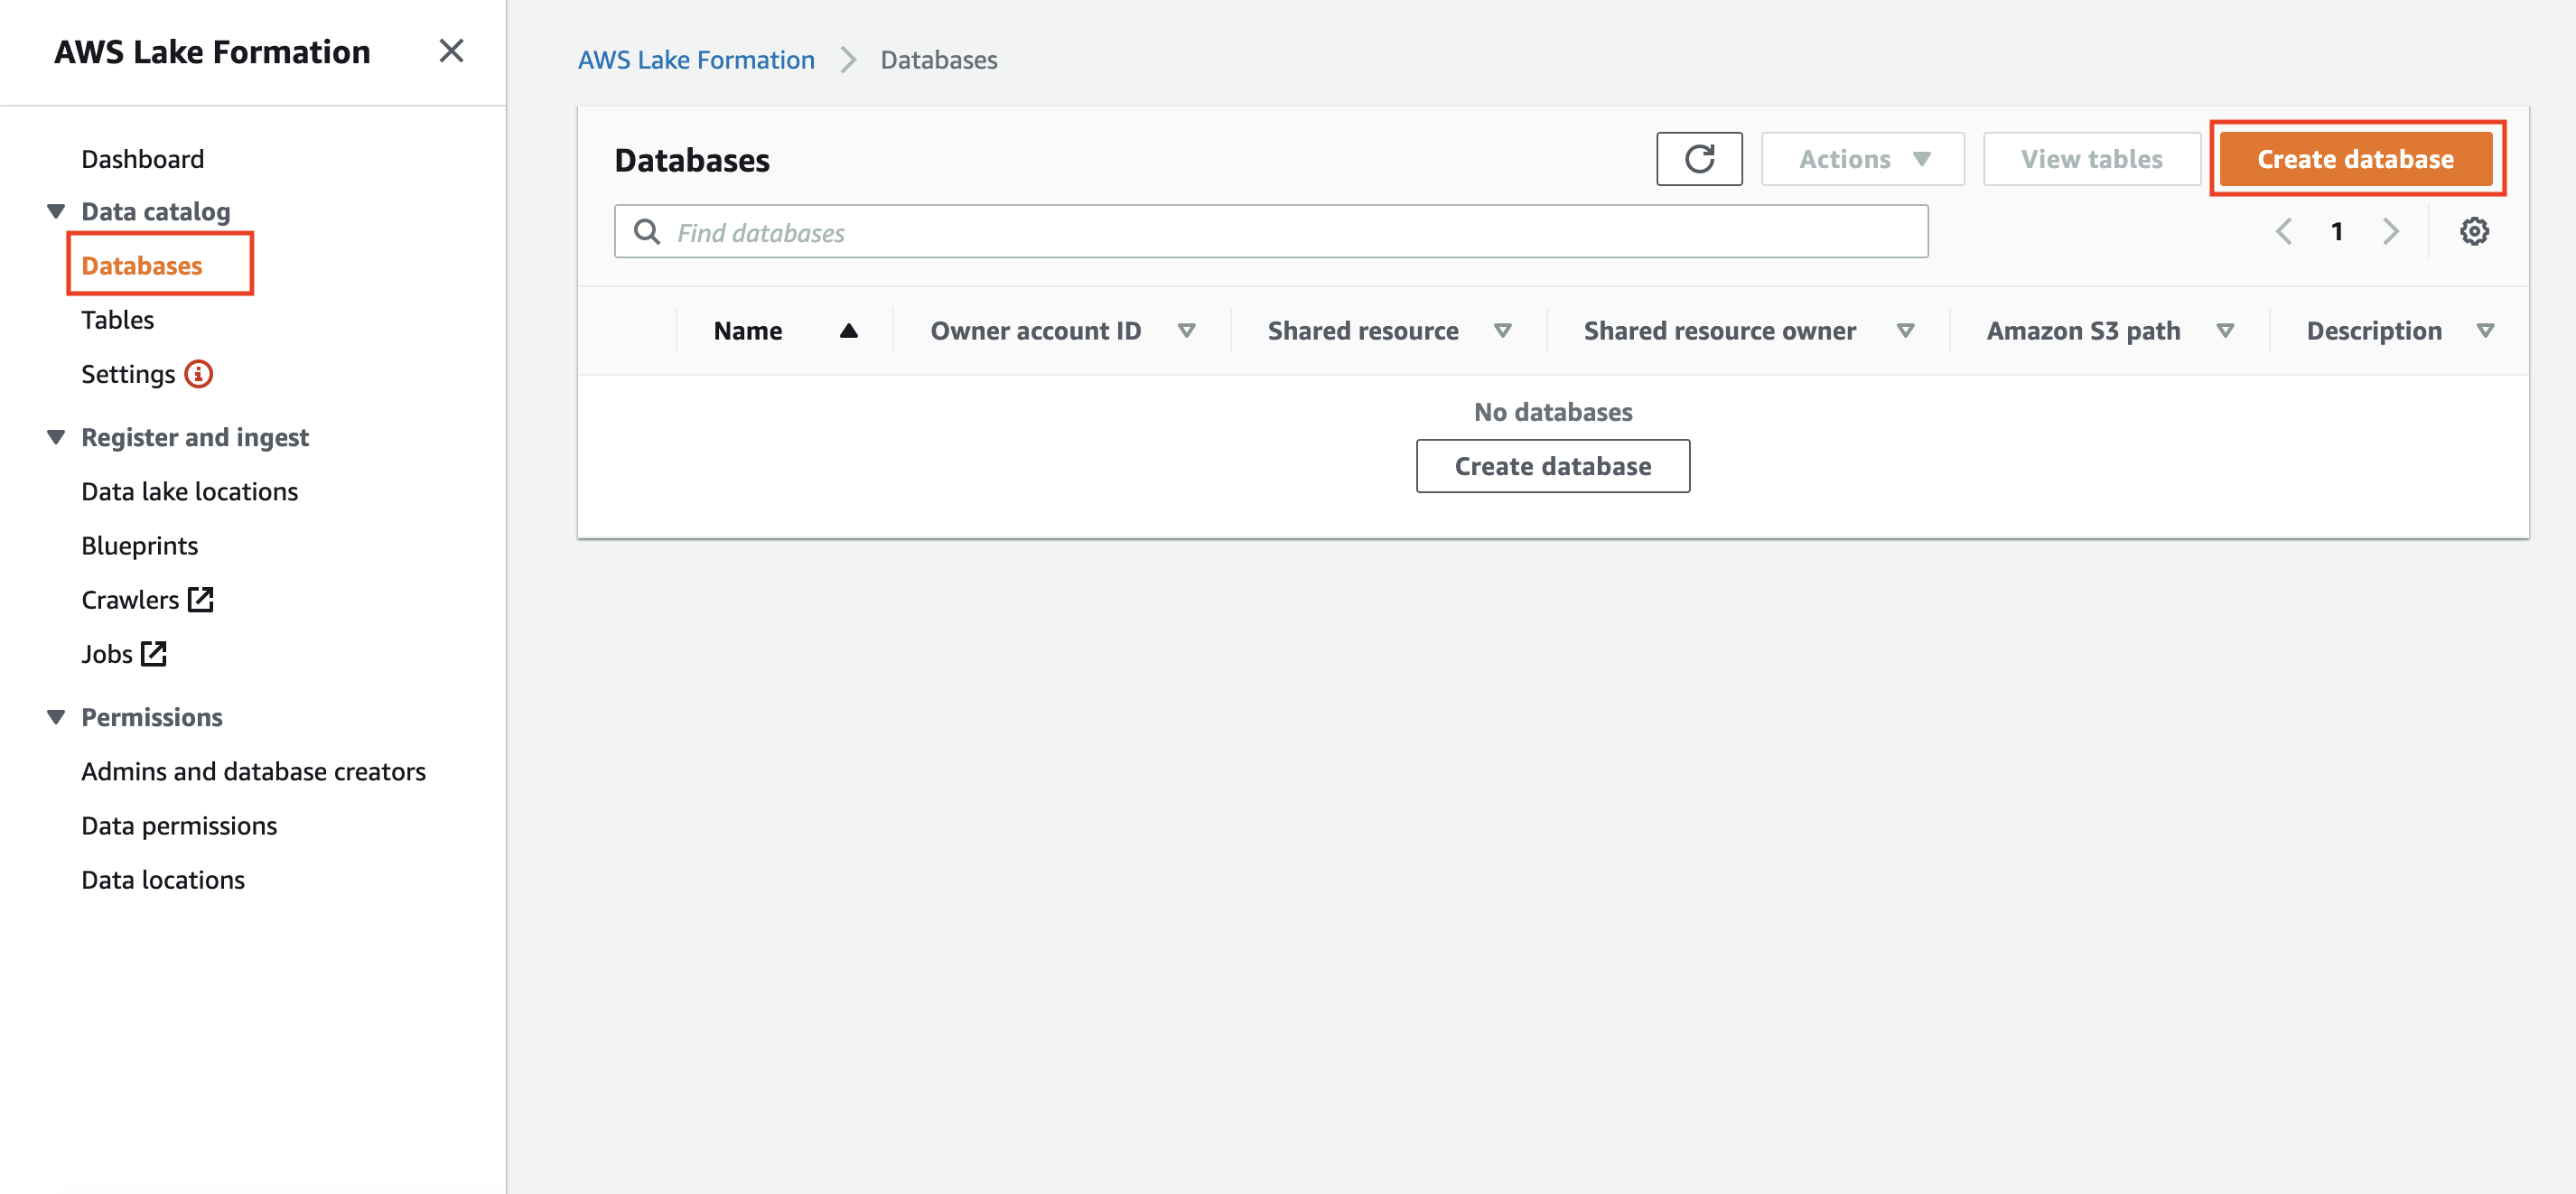 AWS Lake Formation
Dashboard
Data catalog
Databases
Tables
Settings
Register and ingest
Data lake locations
Blueprints
Crawlers
Jobs
Permissions
Admins and database creators
Data permissions
Data locations
AWS Lake Formation Databases
Databases Actions View tables Create database
Find databases 1
Name Owner account ID Shared resource Shared resource owner Amazon S3 path Description
No databases
Create database